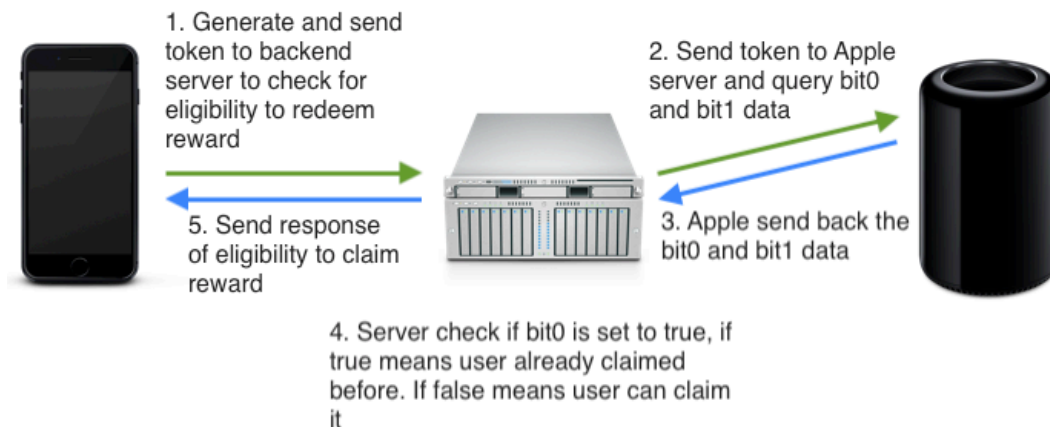 1. Generate and send
token to backend
server to check for
eligibility to redeem
reward
2. Send token to Apple
server and query bit0
and bit1 data
3. Apple send back the
bit0 and bit1 data
5. Send response
of eligibility to claim
reward
4. Server check if bit0 is set to true, if
true means user already claimed
before. If false means user can claim
it